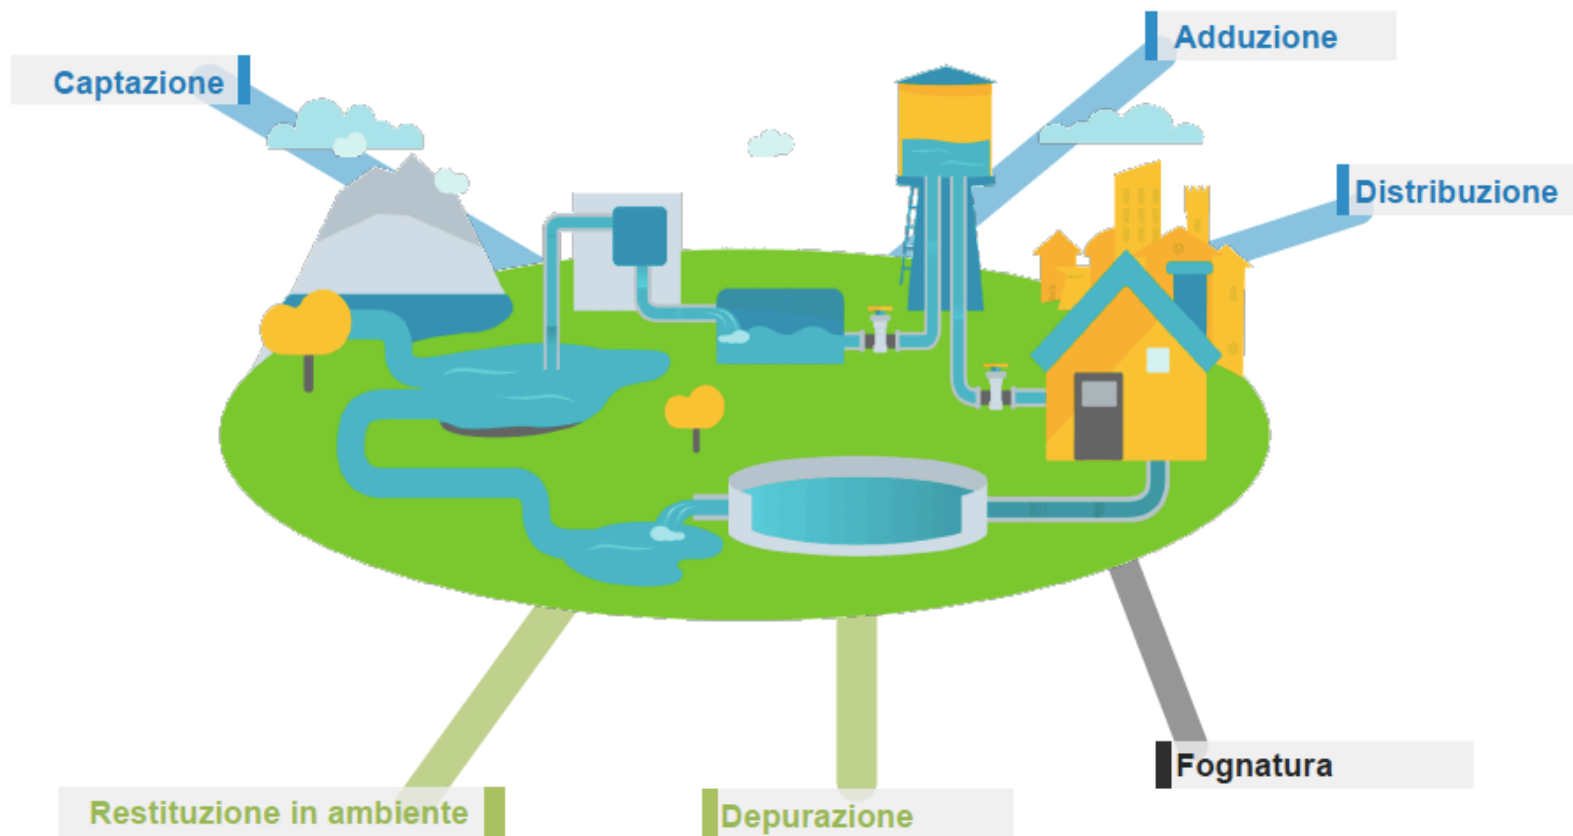 Captazione
Adduzione
Distribuzione
Fognatura
Depurazione
Restituzione in ambiente